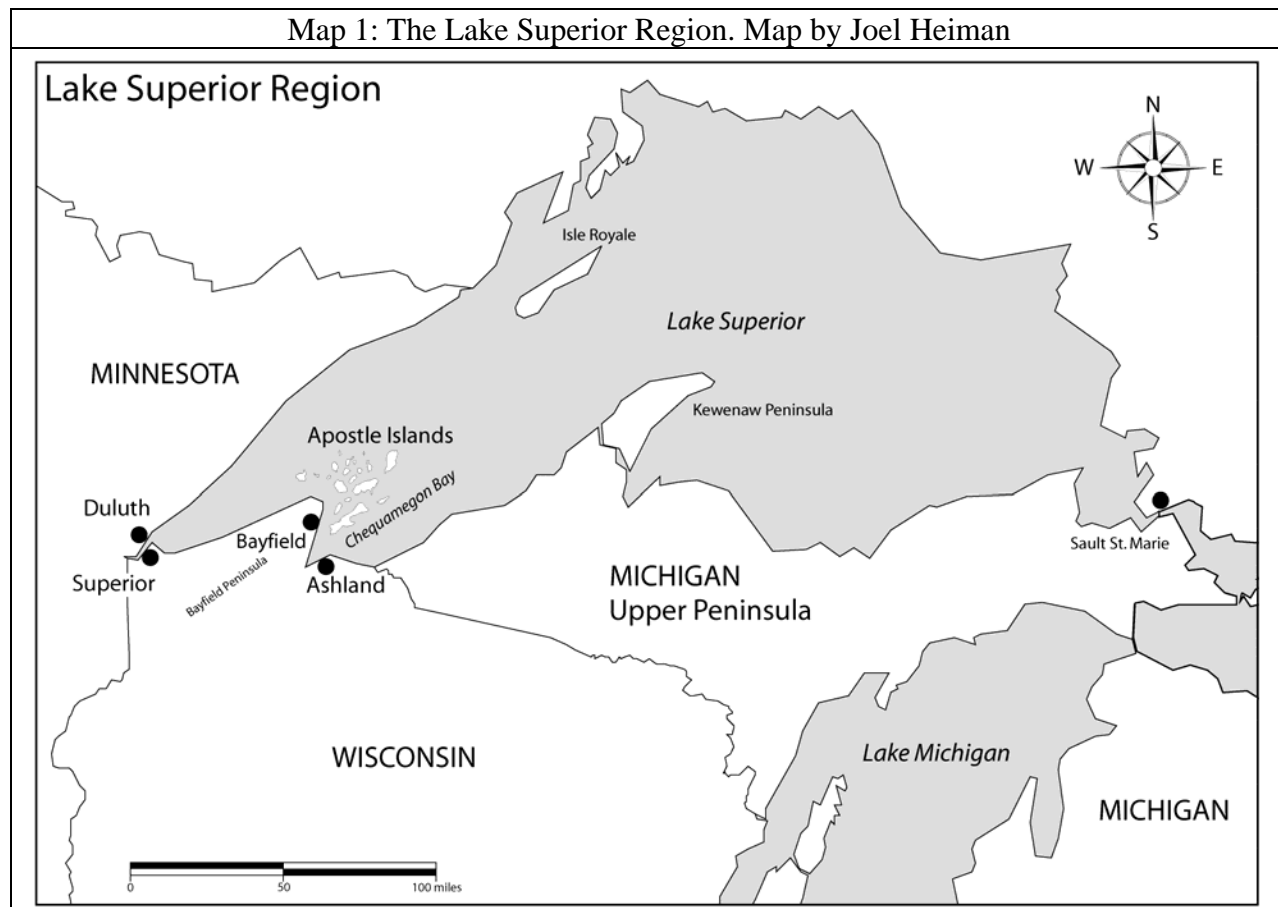 Map 1: The Lake Superior Region. Map by Joel Heiman
Lake Superior Region
N
W
E
S
Isle Royale
Lake Superior
MINNESOTA
Kewenaw Peninsula
Apostle Islands
Chequamegon Bay
Duluth
Bayfield
Superior
Bayfield Peninsula
Ashland
Sault St. Marie
MICHIGAN
Upper Peninsula
WISCONSIN
Lake Michigan
MICHIGAN
0
50
100 miles